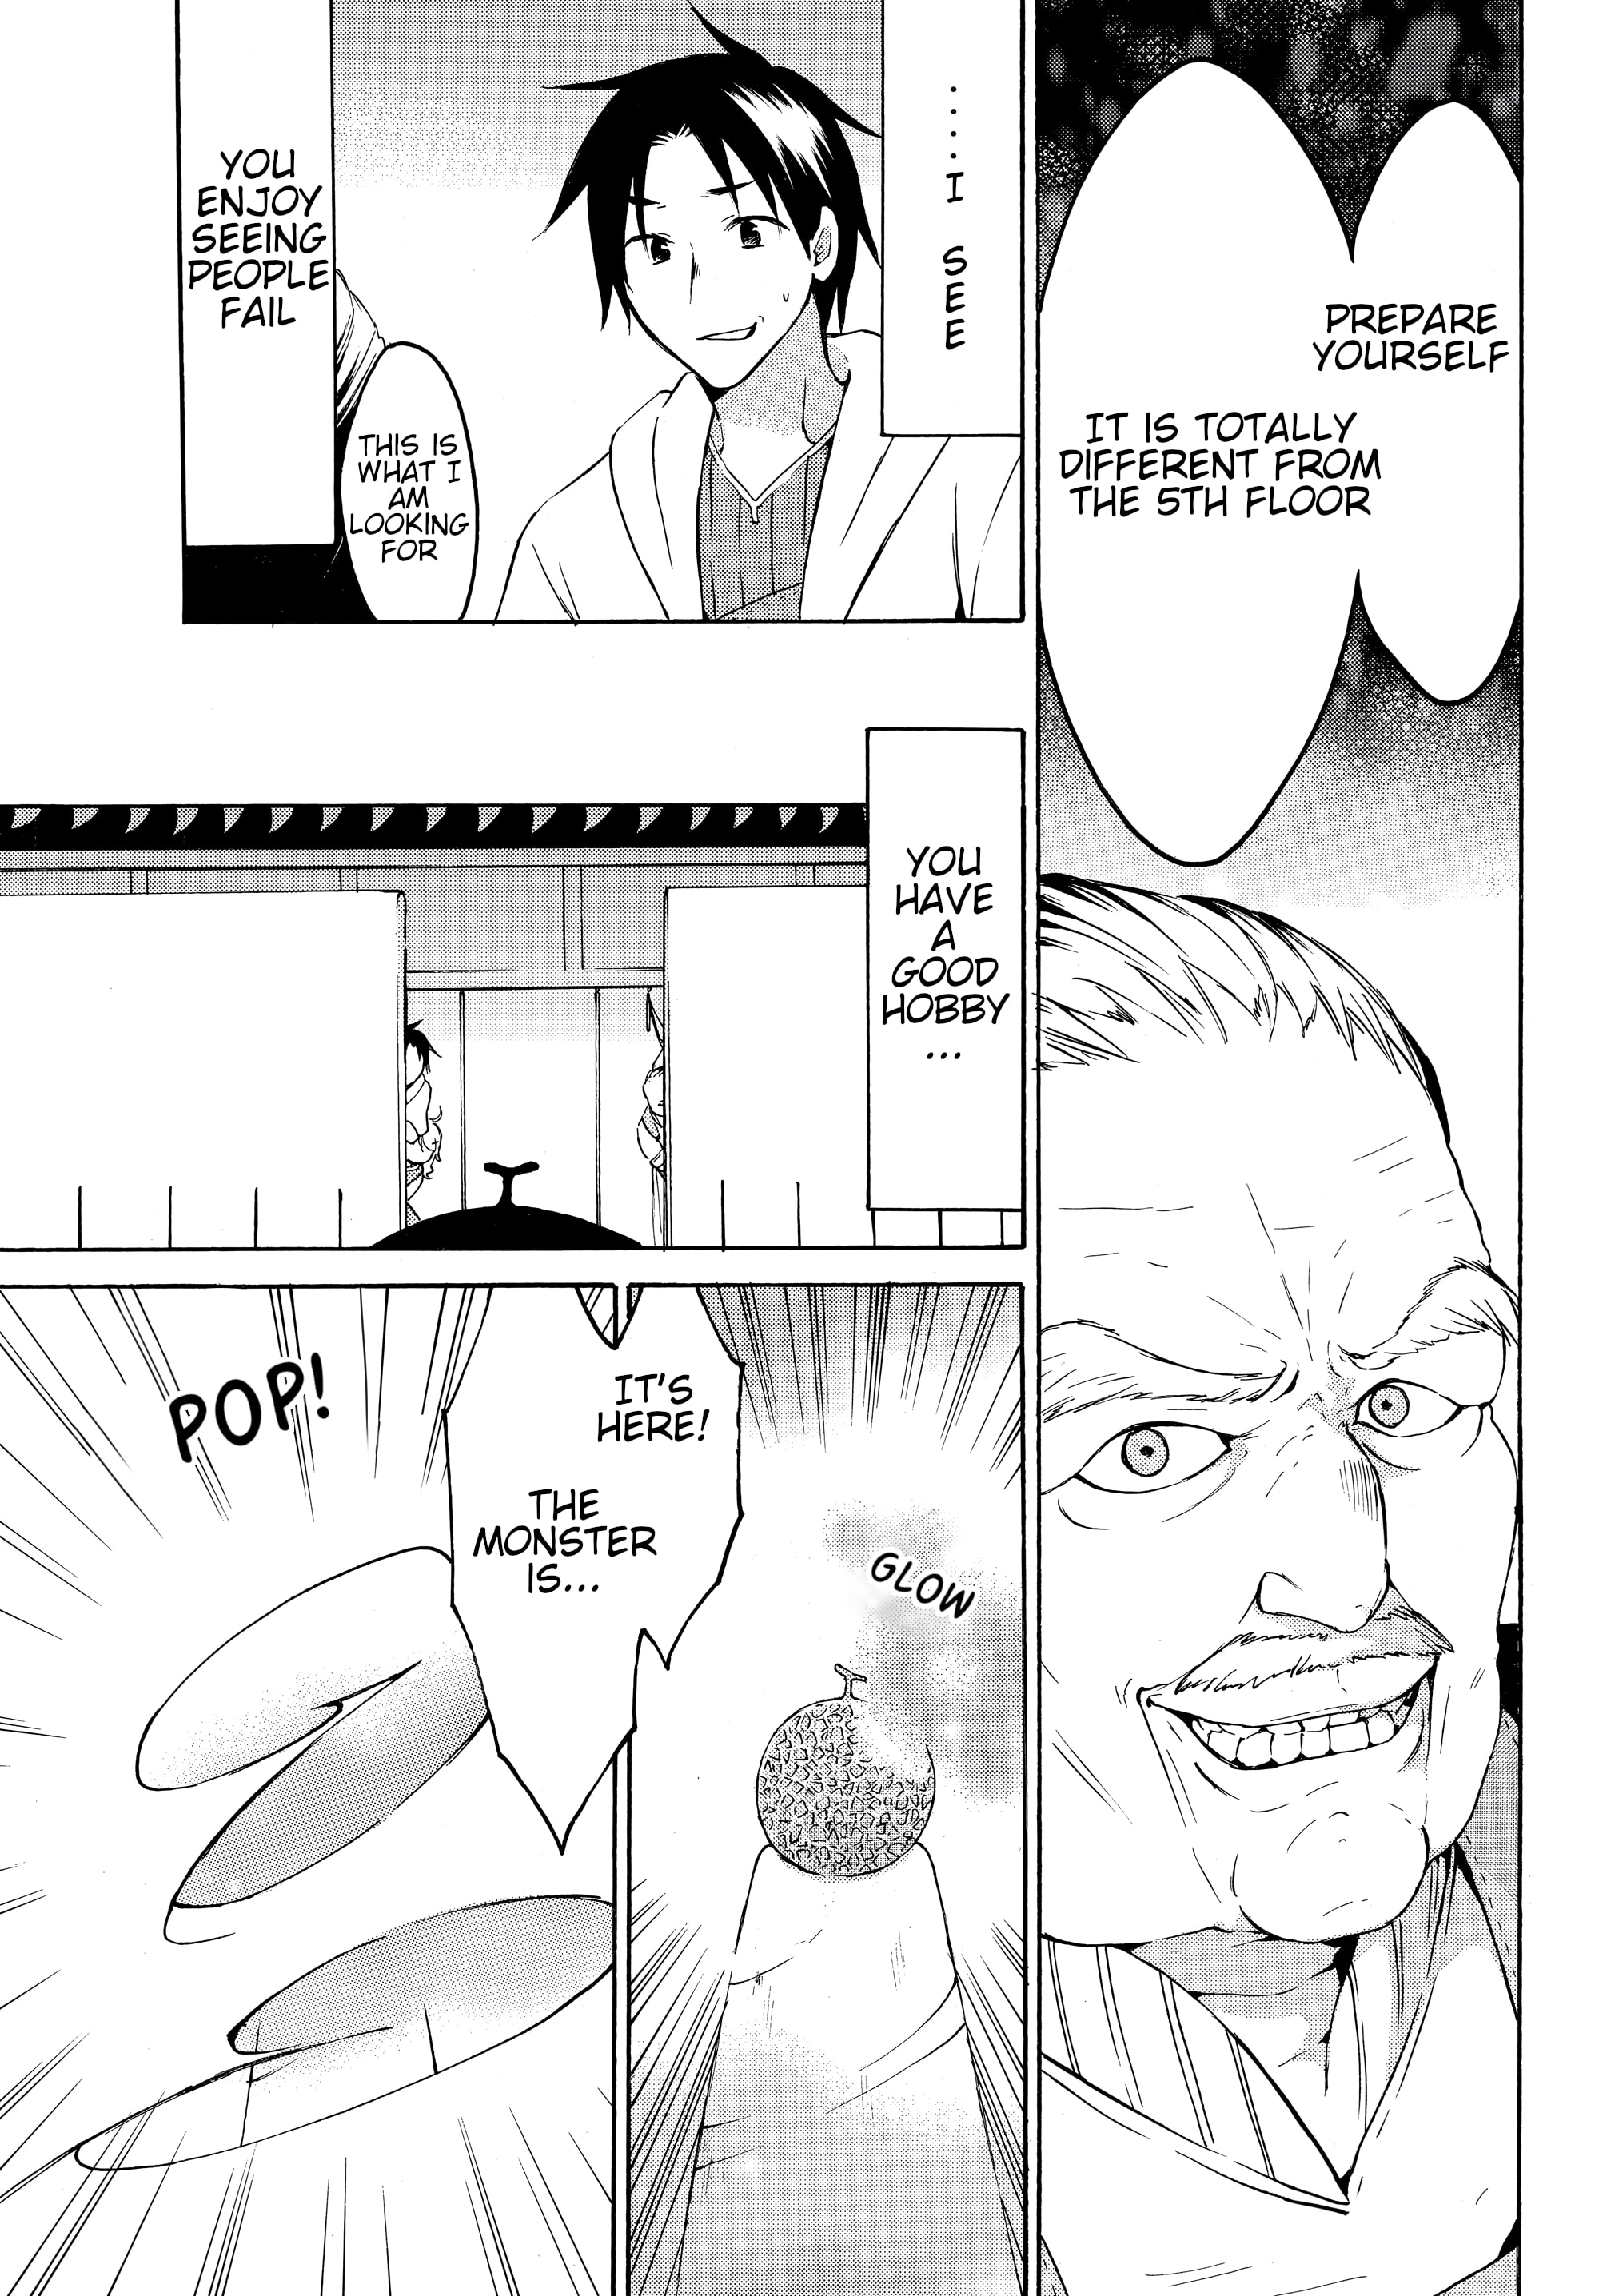 PREPARE
YOURSELF
IT IS TOTALLY
DIFFERENT FROM
THE 5TH FLOOR
.....I SEE
THIS IS
WHAT I
AM
LOOKING
FOR
YOU
ENJOY
SEEING
PEOPLE
FAIL
YOU
HAVE
A
GOOD
HOBBY
...
IT'S
HERE!
THE
MONSTER
IS...
GLOW
POP!